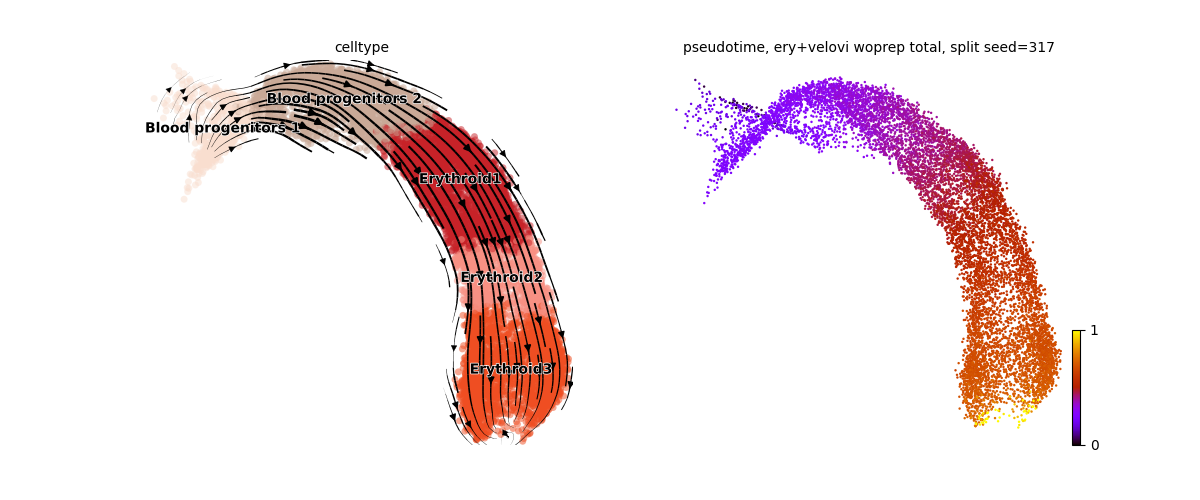 celltype
Blood progenitors 2
Blood progenitors 1
Erythroid1
Erythroid2
Erythroid3
pseudotime, ery+velovi woprep total, split seed=317
1
0